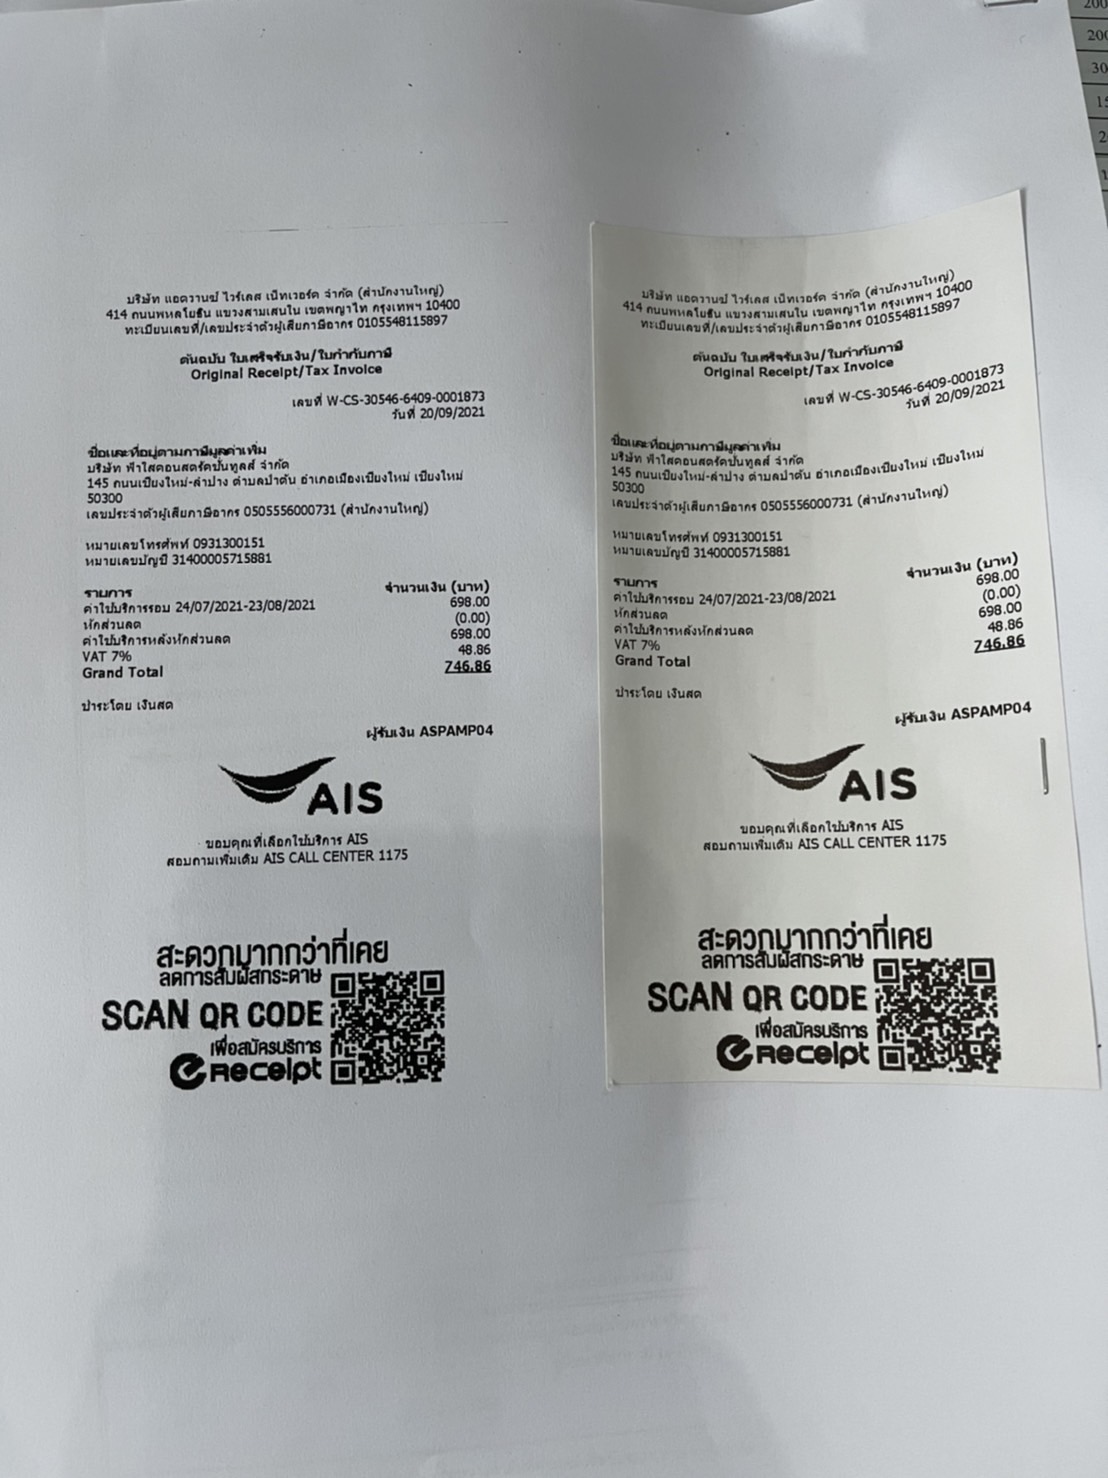 บริษัท แอดวานซ์ ไวร์เลส เน็ทเวอร์ค จำกัด (สำนักงานใหญ่)
414 ถนนพหลโยธิน แขวงสามเสนใน เขตพญาไท กรุงเทพฯ 10400
ทะเบียนเลขที่/เลขประจำตัวผู้เสียภาษีอากร 0105548115897
ต้นฉบับ ใบเสร็จรับเงิน/ใบกำกับภาษี
Original Receipt/Tax Invoice
เลขที่ W-CS-30546-6409-0001873
วันที่ 20/09/2021
ชื่อและที่อยู่ตามภาษีมูลค่าเพิ่ม
บริษัท ฟ้าใสคอนสตรัคชั่นทูลส์ จำกัด
145 ถนนเชียงใหม่-ลำปาง ตำบลป่าตัน อำเภอเมืองเชียงใหม่ เชียงใหม่
50300
เลขประจำตัวผู้เสียภาษีอากร 0505556000731 (สำนักงานใหญ่)
หมายเลขโทรศัพท์ 0931300151
หมายเลขบัญชี 31400005715881
รายการ จำนวนเงิน (บาท)
ค่าใช้บริการรอบ 24/07/2021-23/08/2021 698.00
หักส่วนลด (0.00)
ค่าใช้บริการหลังหักส่วนลด 698.00
VAT 7% 48.86
Grand Total 746.86
ชำระโดย เงินสด
ผู้รับเงิน ASPAMP04
AIS
ขอบคุณที่เลือกใช้บริการ AIS
สอบถามเพิ่มเติม AIS CALL CENTER 1175
สะดวกมากกว่าที่เคย
ลดการสัมผัสกระดาษ
SCAN QR CODE
เพื่อสมัครบริการ
eReceipt
บริษัท แอดวานซ์ ไวร์เลส เน็ทเวอร์ค จำกัด (สำนักงานใหญ่)
414 ถนนพหลโยธิน แขวงสามเสนใน เขตพญาไท กรุงเทพฯ 10400
ทะเบียนเลขที่/เลขประจำตัวผู้เสียภาษีอากร 0105548115897
ต้นฉบับ ใบเสร็จรับเงิน/ใบกำกับภาษี
Original Receipt/Tax Invoice
เลขที่ W-CS-30546-6409-0001873
วันที่ 20/09/2021
ชื่อและที่อยู่ตามภาษีมูลค่าเพิ่ม
บริษัท ฟ้าใสคอนสตรัคชั่นทูลส์ จำกัด
145 ถนนเชียงใหม่-ลำปาง ตำบลป่าตัน อำเภอเมืองเชียงใหม่ เชียงใหม่
50300
เลขประจำตัวผู้เสียภาษีอากร 0505556000731 (สำนักงานใหญ่)
หมายเลขโทรศัพท์ 0931300151
หมายเลขบัญชี 31400005715881
รายการ จำนวนเงิน (บาท)
ค่าใช้บริการรอบ 24/07/2021-23/08/2021 698.00
หักส่วนลด (0.00)
ค่าใช้บริการหลังหักส่วนลด 698.00
VAT 7% 48.86
Grand Total 746.86
ชำระโดย เงินสด
ผู้รับเงิน ASPAMP04
AIS
ขอบคุณที่เลือกใช้บริการ AIS
สอบถามเพิ่มเติม AIS CALL CENTER 1175
สะดวกมากกว่าที่เคย
ลดการสัมผัสกระดาษ
SCAN QR CODE
เพื่อสมัครบริการ
eReceipt